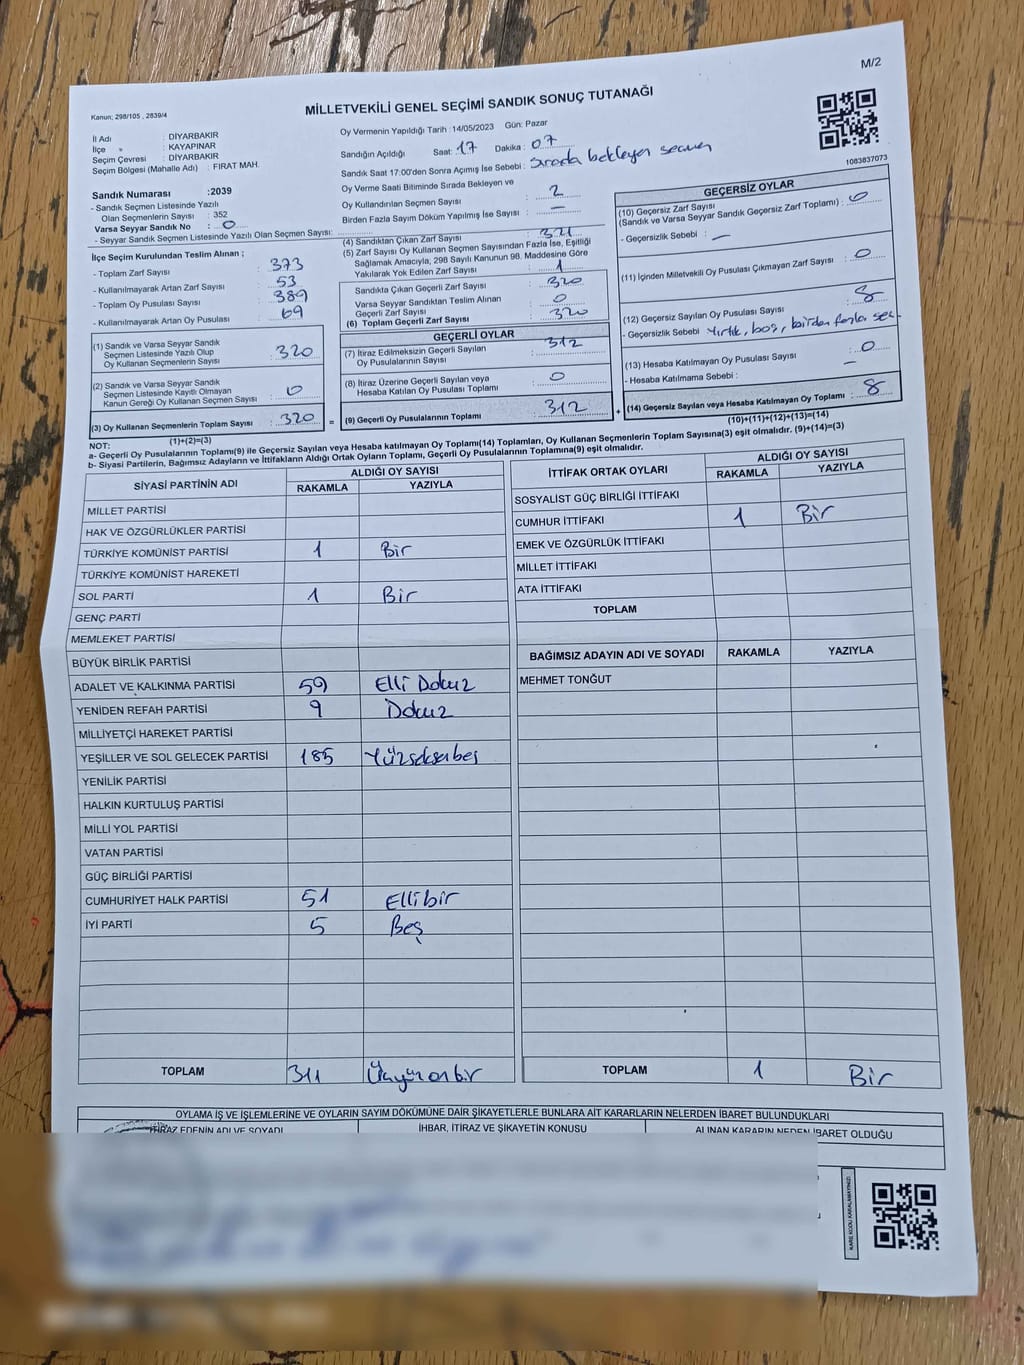 M/2
Kanun; 298/105 , 2839/4
MİLLETVEKİLİ GENEL SEÇİMİ SANDIK SONUÇ TUTANAĞI
İl Adı : DİYARBAKIR
İlçe » : KAYAPINAR
Seçim Çevresi : DİYARBAKIR
Seçim Bölgesi (Mahalle Adı) : FIRAT MAH.
Oy Vermenin Yapıldığı Tarih :14/05/2023 Gün: Pazar
Sandığın Açıldığı Saat: 17 Dakika : 07
Sandık Saat 17:00'den Sonra Açımış İse Sebebi : Sırada bekleyen seçmen
Oy Verme Saati Bitiminde Sırada Bekleyen ve
Oy Kullandırılan Seçmen Sayısı : 2
Birden Fazla Sayım Döküm Yapılmış İse Sayısı : —
1083837073
Sandık Numarası :2039
- Sandık Seçmen Listesinde Yazılı
Olan Seçmenlerin Sayısı : 352
Varsa Seyyar Sandık No : 0
- Seyyar Sandık Seçmen Listesinde Yazılı Olan Seçmen Sayısı:
İlçe Seçim Kurulundan Teslim Alınan ;
- Toplam Zarf Sayısı : 373
- Kullanılmayarak Artan Zarf Sayısı : 53
- Toplam Oy Pusulası Sayısı : 389
- Kullanılmayarak Artan Oy Pusulası : 69
(1) Sandık ve Varsa Seyyar Sandık
Seçmen Listesinde Yazılı Olup
Oy Kullanan Seçmenlerin Sayısı : 320
(2) Sandık ve Varsa Seyyar Sandık
Seçmen Listesinde Kayıtlı Olmayan
Kanun Gereği Oy Kullanan Seçmen Sayısı : 0
(3) Oy Kullanan Seçmenlerin Toplam Sayısı : 320
(1)+(2)=(3)
(4) Sandıktan Çıkan Zarf Sayısı : 321
(5) Zarf Sayısı Oy Kullanan Seçmen Sayısından Fazla İse, Eşitliği
Sağlamak Amacıyla, 298 Sayılı Kanunun 98. Maddesine Göre
Yakılarak Yok Edilen Zarf Sayısı : 1
Sandıkta Çıkan Geçerli Zarf Sayısı : 320
Varsa Seyyar Sandıktan Teslim Alınan
Geçerli Zarf Sayısı : 0
(6) Toplam Geçerli Zarf Sayısı : 320
=
GEÇERLİ OYLAR
(7) İtiraz Edilmeksizin Geçerli Sayılan
Oy Pusulalarının Sayısı : 312
(8) İtiraz Üzerine Geçerli Sayılan veya
Hesaba Katılan Oy Pusulası Toplamı : 0
(9) Geçerli Oy Pusulalarının Toplamı : 312
+
GEÇERSİZ OYLAR
(10) Geçersiz Zarf Sayısı
(Sandık ve Varsa Seyyar Sandık Geçersiz Zarf Toplamı) : 0
- Geçersizlik Sebebi : —
(11) İçinden Milletvekili Oy Pusulası Çıkmayan Zarf Sayısı : 0
(12) Geçersiz Sayılan Oy Pusulası Sayısı : 8
- Geçersizlik Sebebi Yırtık, boş, birden fazla seç.
(13) Hesaba Katılmayan Oy Pusulası Sayısı : 0
- Hesaba Katılmama Sebebi : —
(14) Geçersiz Sayılan veya Hesaba Katılmayan Oy Toplamı : 8
(10)+(11)+(12)+(13)=(14)
NOT:
a- Geçerli Oy Pusulalarının Toplamı(9) ile Geçersiz Sayılan veya Hesaba katılmayan Oy Toplamı(14) Toplamları, Oy Kullanan Seçmenlerin Toplam Sayısına(3) eşit olmalıdır. (9)+(14)=(3)
b- Siyasi Partilerin, Bağımsız Adayların ve İttifakların Aldığı Ortak Oyların Toplamı, Geçerli Oy Pusulalarının Toplamına(9) eşit olmalıdır.
SİYASİ PARTİNİN ADI ALDIĞI OY SAYISI
RAKAMLA YAZIYLA
MİLLET PARTİSİ
HAK VE ÖZGÜRLÜKLER PARTİSİ
TÜRKİYE KOMÜNİST PARTİSİ 1 Bir
TÜRKİYE KOMÜNİST HAREKETİ
SOL PARTİ 1 Bir
GENÇ PARTİ
MEMLEKET PARTİSİ
BÜYÜK BİRLİK PARTİSİ
ADALET VE KALKINMA PARTİSİ 59 Elli Dokuz
YENİDEN REFAH PARTİSİ 9 Dokuz
MİLLİYETÇİ HAREKET PARTİSİ
YEŞİLLER VE SOL GELECEK PARTİSİ 185 Yüzseksenbeş
YENİLİK PARTİSİ
HALKIN KURTULUŞ PARTİSİ
MİLLİ YOL PARTİSİ
VATAN PARTİSİ
GÜÇ BİRLİĞİ PARTİSİ
CUMHURİYET HALK PARTİSİ 51 Ellibir
İYİ PARTİ 5 Beş
TOPLAM 311 Üçyüzonbir
İTTİFAK ORTAK OYLARI ALDIĞI OY SAYISI
RAKAMLA YAZIYLA
SOSYALİST GÜÇ BİRLİĞİ İTTİFAKI
CUMHUR İTTİFAKI 1 Bir
EMEK VE ÖZGÜRLÜK İTTİFAKI
MİLLET İTTİFAKI
ATA İTTİFAKI
TOPLAM
BAĞIMSIZ ADAYIN ADI VE SOYADI RAKAMLA YAZIYLA
MEHMET TONĞUT
TOPLAM 1 Bir
OYLAMA İŞ VE İŞLEMLERİNE VE OYLARIN SAYIM DÖKÜMÜNE DAİR ŞİKAYETLERLE BUNLARA AİT KARARLARIN NELERDEN İBARET BULUNDUKLARI
İTİRAZ EDENİN ADI VE SOYADI İHBAR, İTİRAZ VE ŞİKAYETİN KONUSU ALINAN KARARIN NEDEN İBARET OLDUĞU
KARE KODU KARALAMAYINIZ!